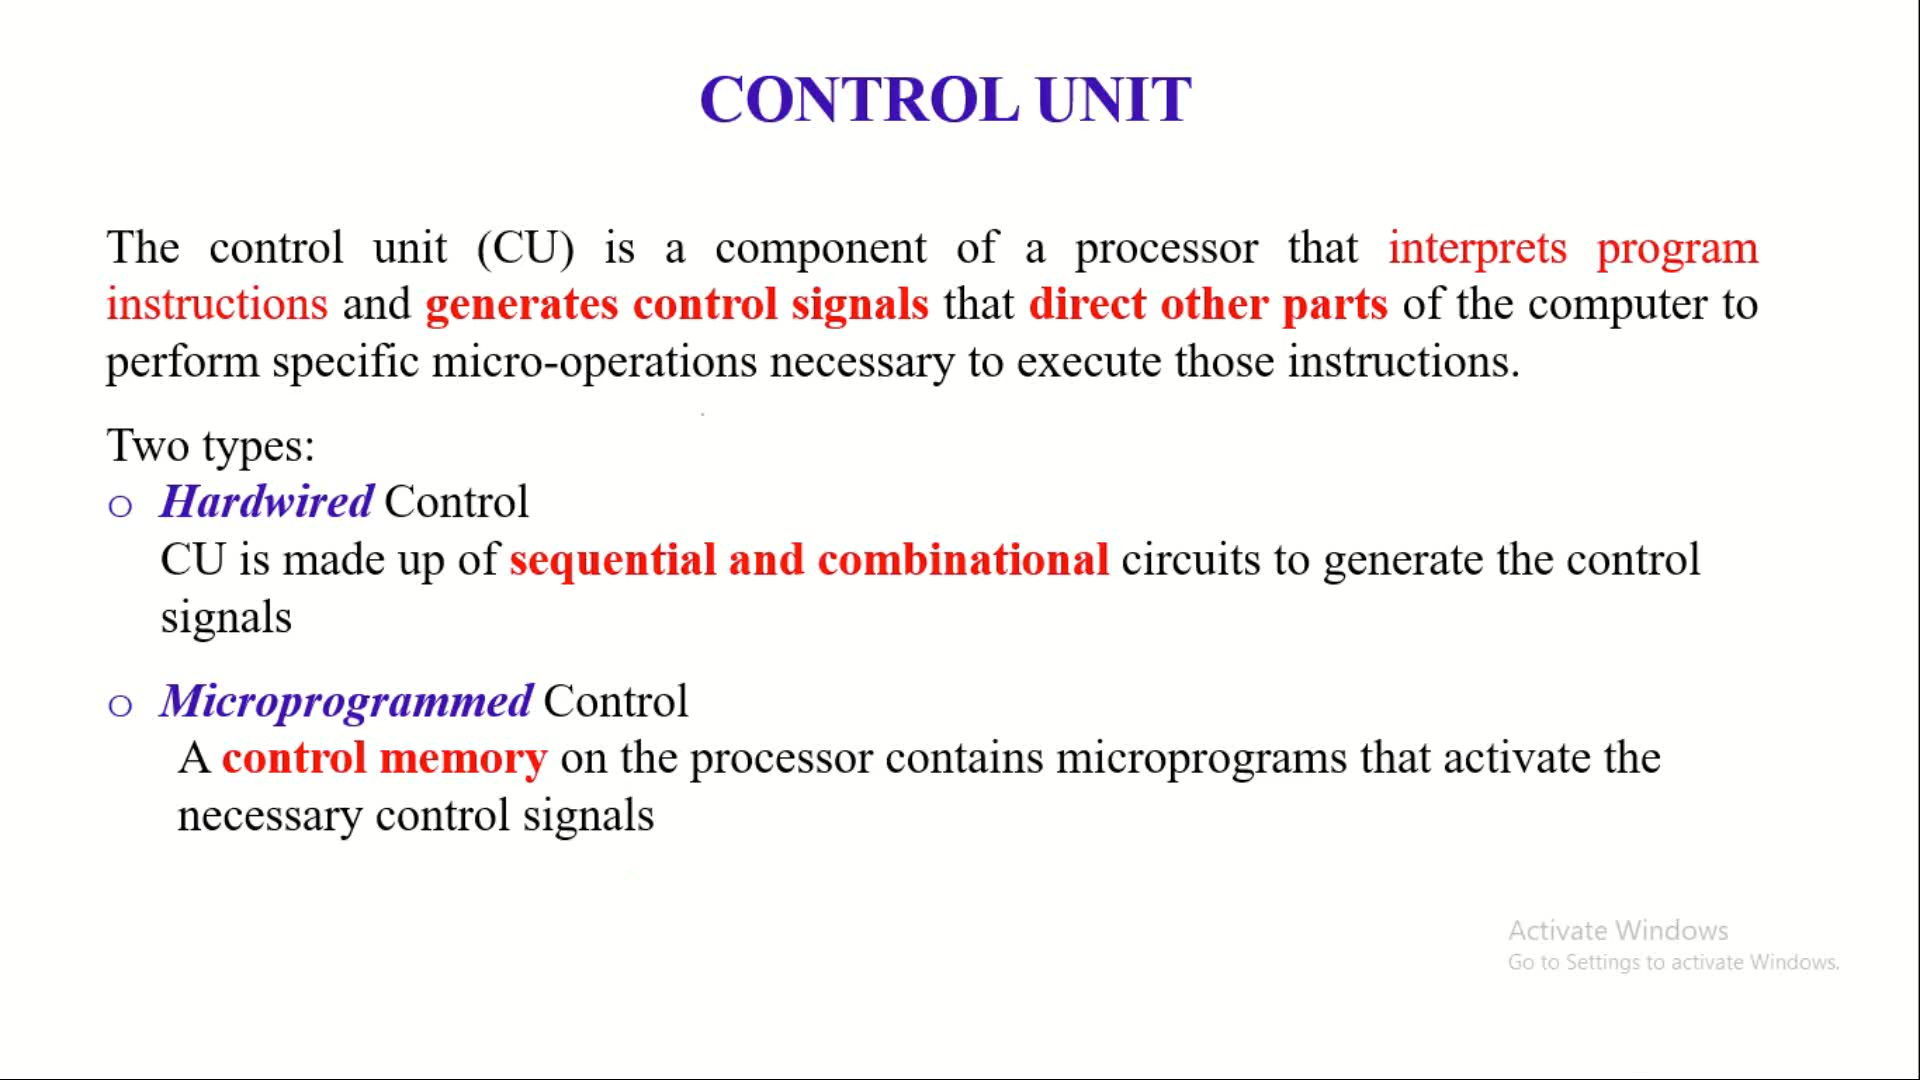 CONTROL UNIT
The control unit (CU) is a component of a processor that interprets program
instructions and generates control signals that direct other parts of the computer to
perform specific micro-operations necessary to execute those instructions.
Two types:
o Hardwired Control
CU is made up of sequential and combinational circuits to generate the control
signals
o Microprogrammed Control
A control memory on the processor contains microprograms that activate the
necessary control signals
Activate Windows
Go to Settings to activate Windows.